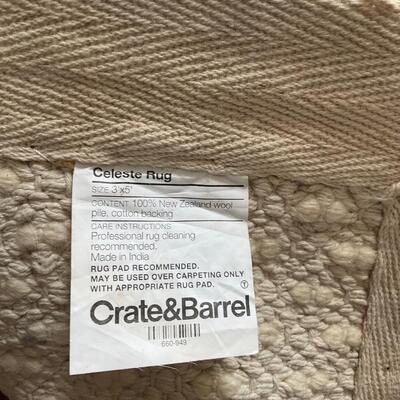 Celeste Rug
SIZE 3'x5'
CONTENT 100% New Zealand wool
pile, cotton backing
CARE INSTRUCTIONS
Professional rug cleaning
recommended.
Made in India
RUG PAD RECOMMENDED.
MAY BE USED OVER CARPETING ONLY
WITH APPROPRIATE RUG PAD.
Crate&Barrel
660-949